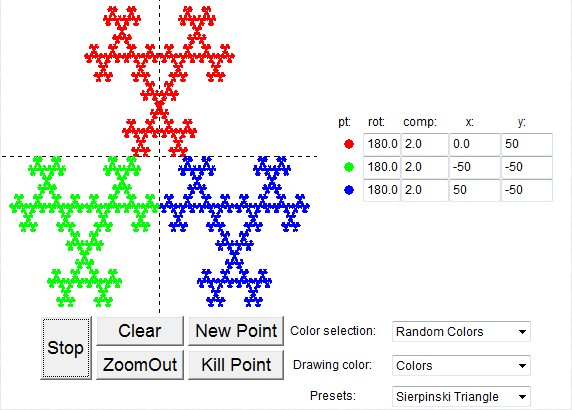 pt: rot: comp: x: y:
180.0 2.0 0.0 50
180.0 2.0 -50 -50
180.0 2.0 50 -50
Stop Clear New Point Color selection: Random Colors
ZoomOut Kill Point Drawing color: Colors
Presets: Sierpinski Triangle